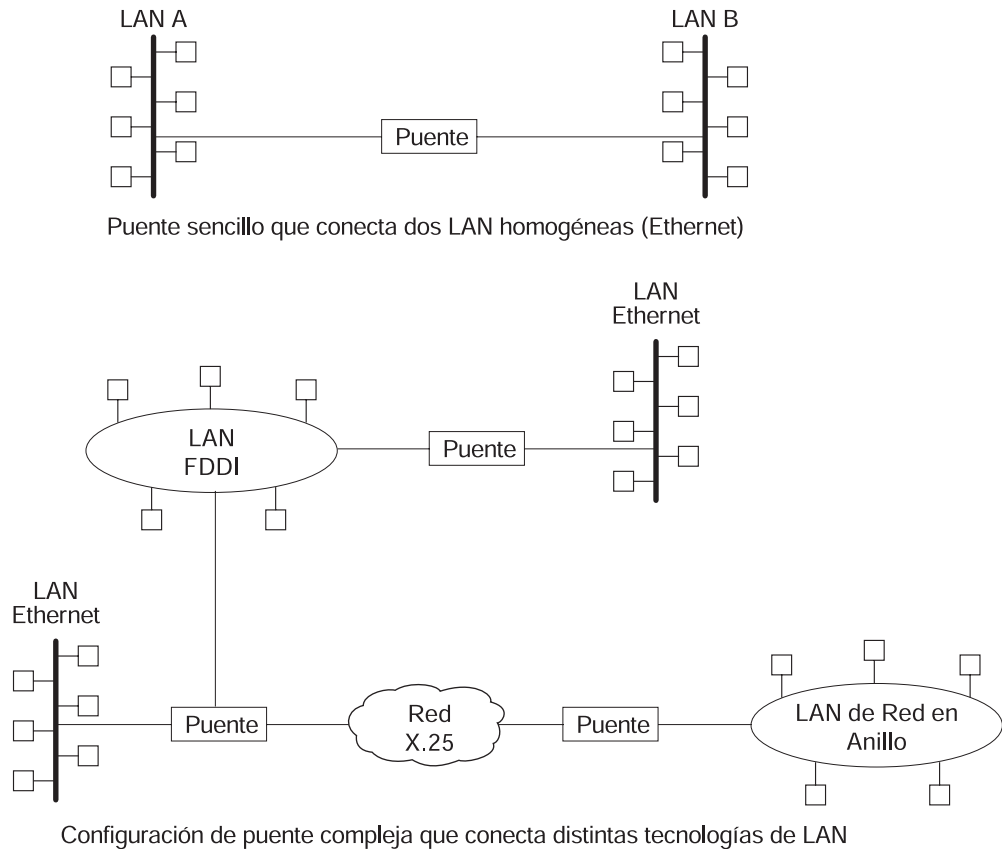 LAN A
LAN B
Puente
Puente sencillo que conecta dos LAN homogéneas (Ethernet)
LAN
Ethernet
LAN
FDDI
Puente
LAN
Ethernet
Puente
Red
X.25
Puente
LAN de Red en
Anillo
Configuración de puente compleja que conecta distintas tecnologías de LAN